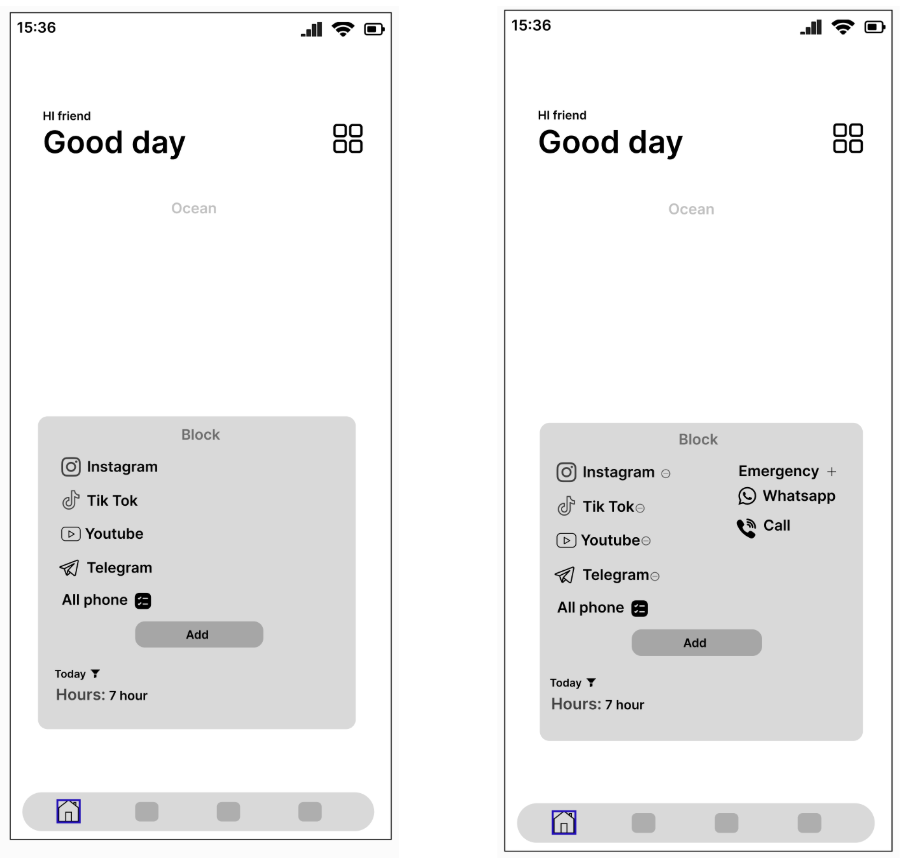 15:36
HI friend
Good day
Ocean
Block
Instagram
Tik Tok
Youtube
Telegram
All phone
Add
Today
Hours: 7 hour
15:36
HI friend
Good day
Ocean
Block
Instagram
Emergency +
Whatsapp
Tik Tok
Call
Youtube
Telegram
All phone
Add
Today
Hours: 7 hour